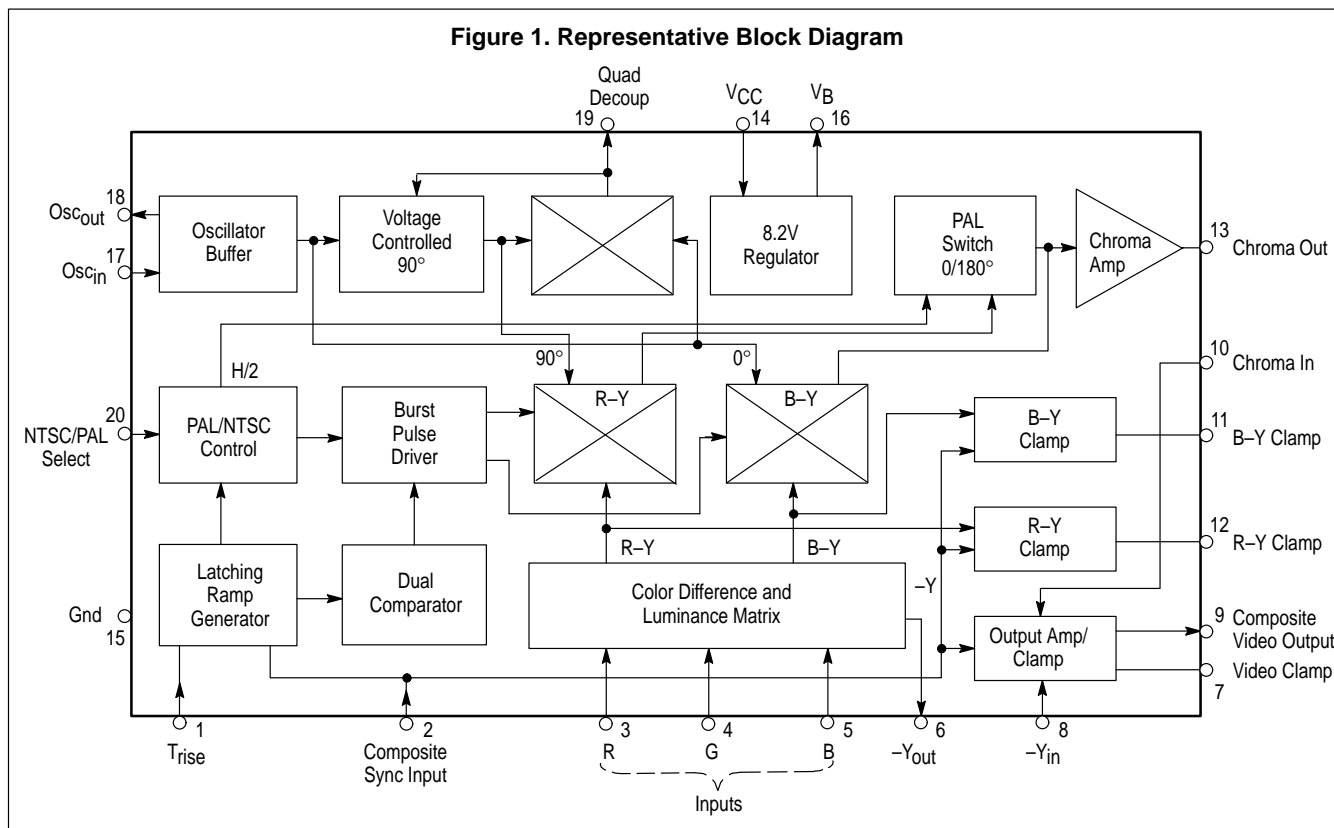 Figure 1. Representative Block Diagram
Quad
Decoup
19
VCC
14
VB
16
18
Oscout
17
Oscin
Oscillator
Buffer
Voltage
Controlled
90°
8.2V
Regulator
PAL
Switch
0/180°
Chroma
Amp
13
Chroma Out
H/2
90°
0°
10
Chroma In
20
NTSC/PAL
Select
PAL/NTSC
Control
Burst
Pulse
Driver
R–Y
B–Y
B–Y
Clamp
11
B–Y Clamp
R–Y
B–Y
R–Y
Clamp
12
R–Y Clamp
Gnd
15
Latching
Ramp
Generator
Dual
Comparator
Color Difference and
Luminance Matrix
–Y
Output Amp/
Clamp
9
Composite
Video Output
Video Clamp
7
1
Trise
2
Composite
Sync Input
3
R
4
G
5
B
6
–Yout
8
–Yin
Inputs